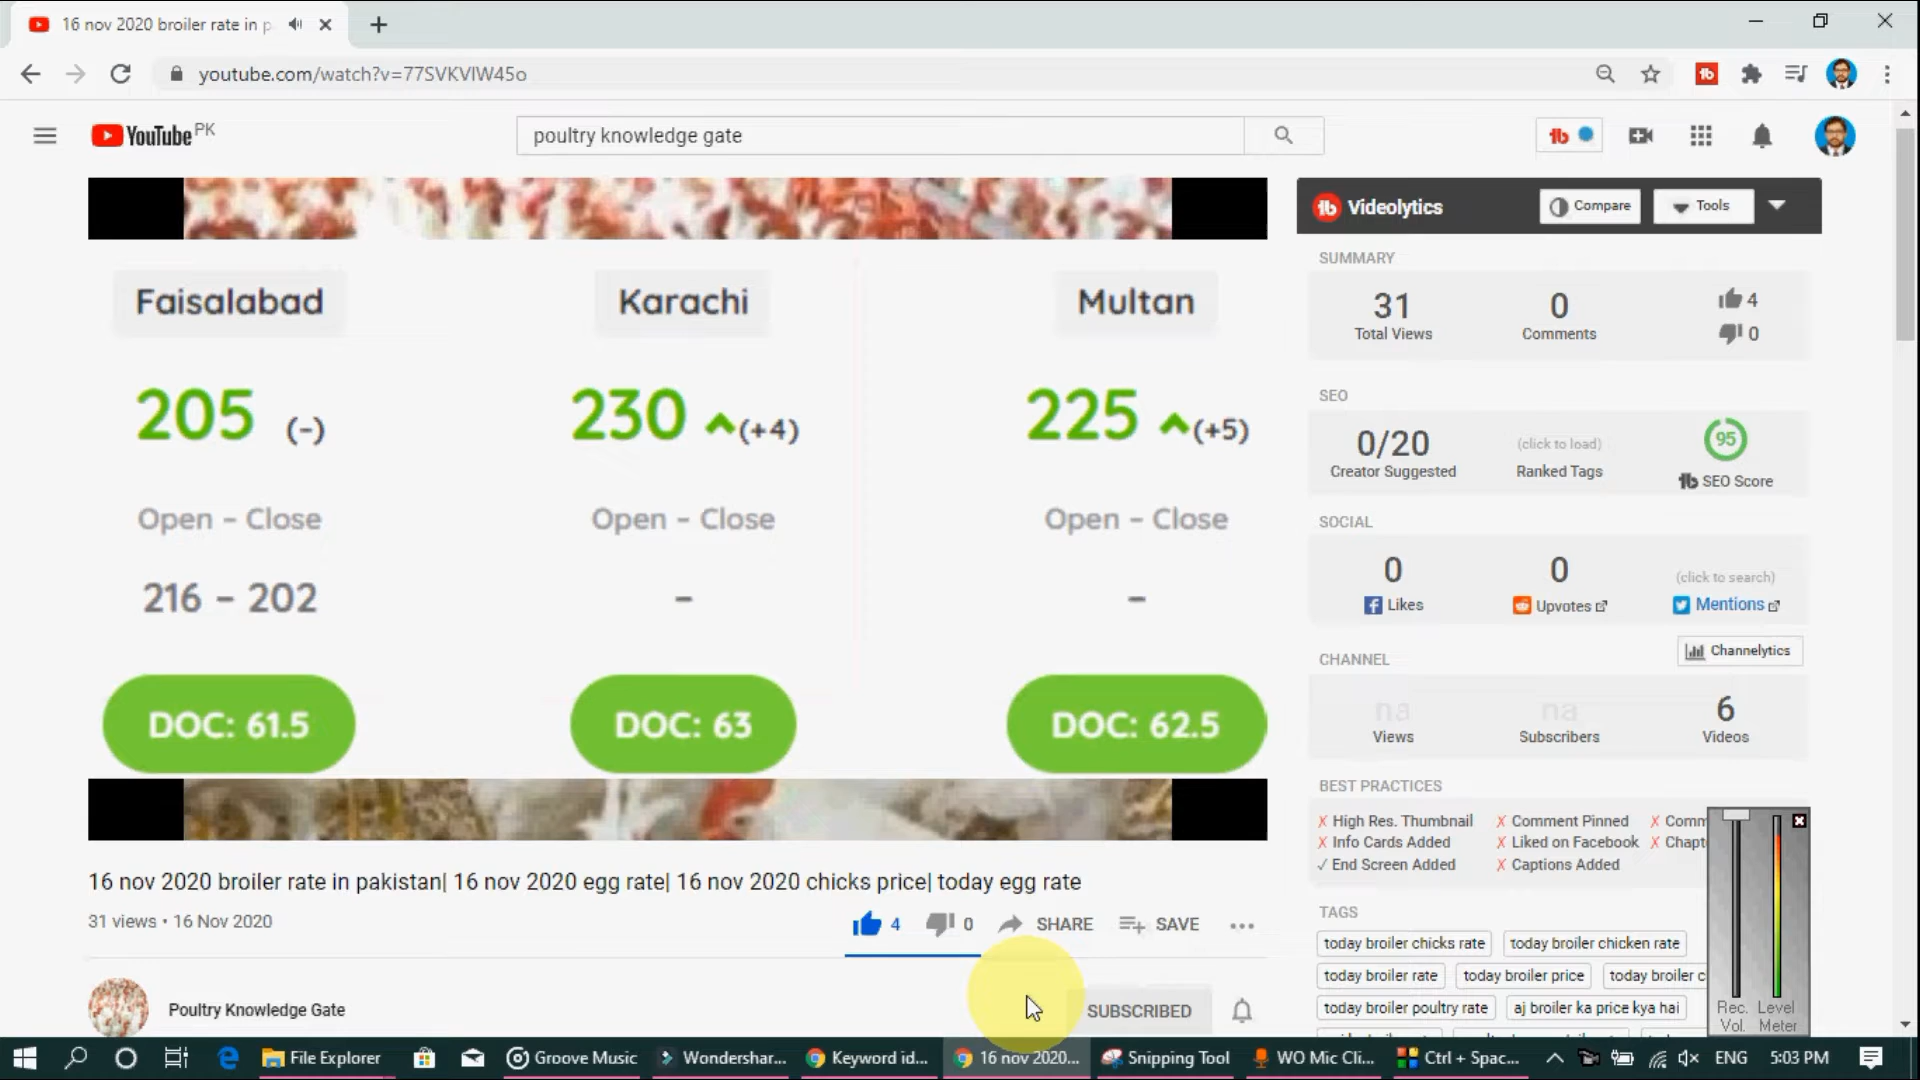 16 nov 2020 broiler rate in p
youtube.com/watch?v=77SVKVIW45o
YouTube PK
poultry knowledge gate
Faisalabad Karachi Multan
205 (-) 230 (+4) 225 (+5)
Open - Close Open - Close Open - Close
216 - 202 - -
DOC: 61.5 DOC: 63 DOC: 62.5
16 nov 2020 broiler rate in pakistan| 16 nov 2020 egg rate| 16 nov 2020 chicks price| today egg rate
31 views • 16 Nov 2020
4 0 SHARE SAVE
Poultry Knowledge Gate
SUBSCRIBED
Videolytics Compare Tools
SUMMARY
31 0 4
Total Views Comments 0
SEO
0/20 (click to load) 95
Creator Suggested Ranked Tags SEO Score
SOCIAL
0 0 (click to search)
Likes Upvotes Mentions
CHANNEL Channelytics
na na 6
Views Subscribers Videos
BEST PRACTICES
X High Res. Thumbnail X Comment Pinned X Comm
X Info Cards Added X Liked on Facebook X Chapt
✓ End Screen Added X Captions Added
TAGS
today broiler chicks rate today broiler chicken rate
today broiler rate today broiler price today broiler c
today broiler poultry rate aj broiler ka price kya hai
Rec. Level
Vol. Meter
File Explorer Groove Music Wondershar... Keyword id... 16 nov 2020... Snipping Tool WO Mic Cli... Ctrl + Spac... ENG 5:03 PM